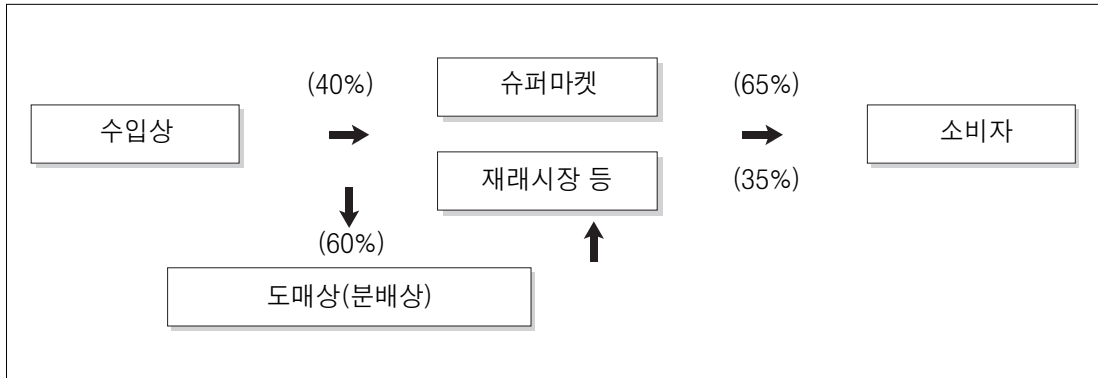 (40%)
슈퍼마켓
(65%)
수입상
소비자
재래시장 등
(35%)
(60%)
도매상(분배상)